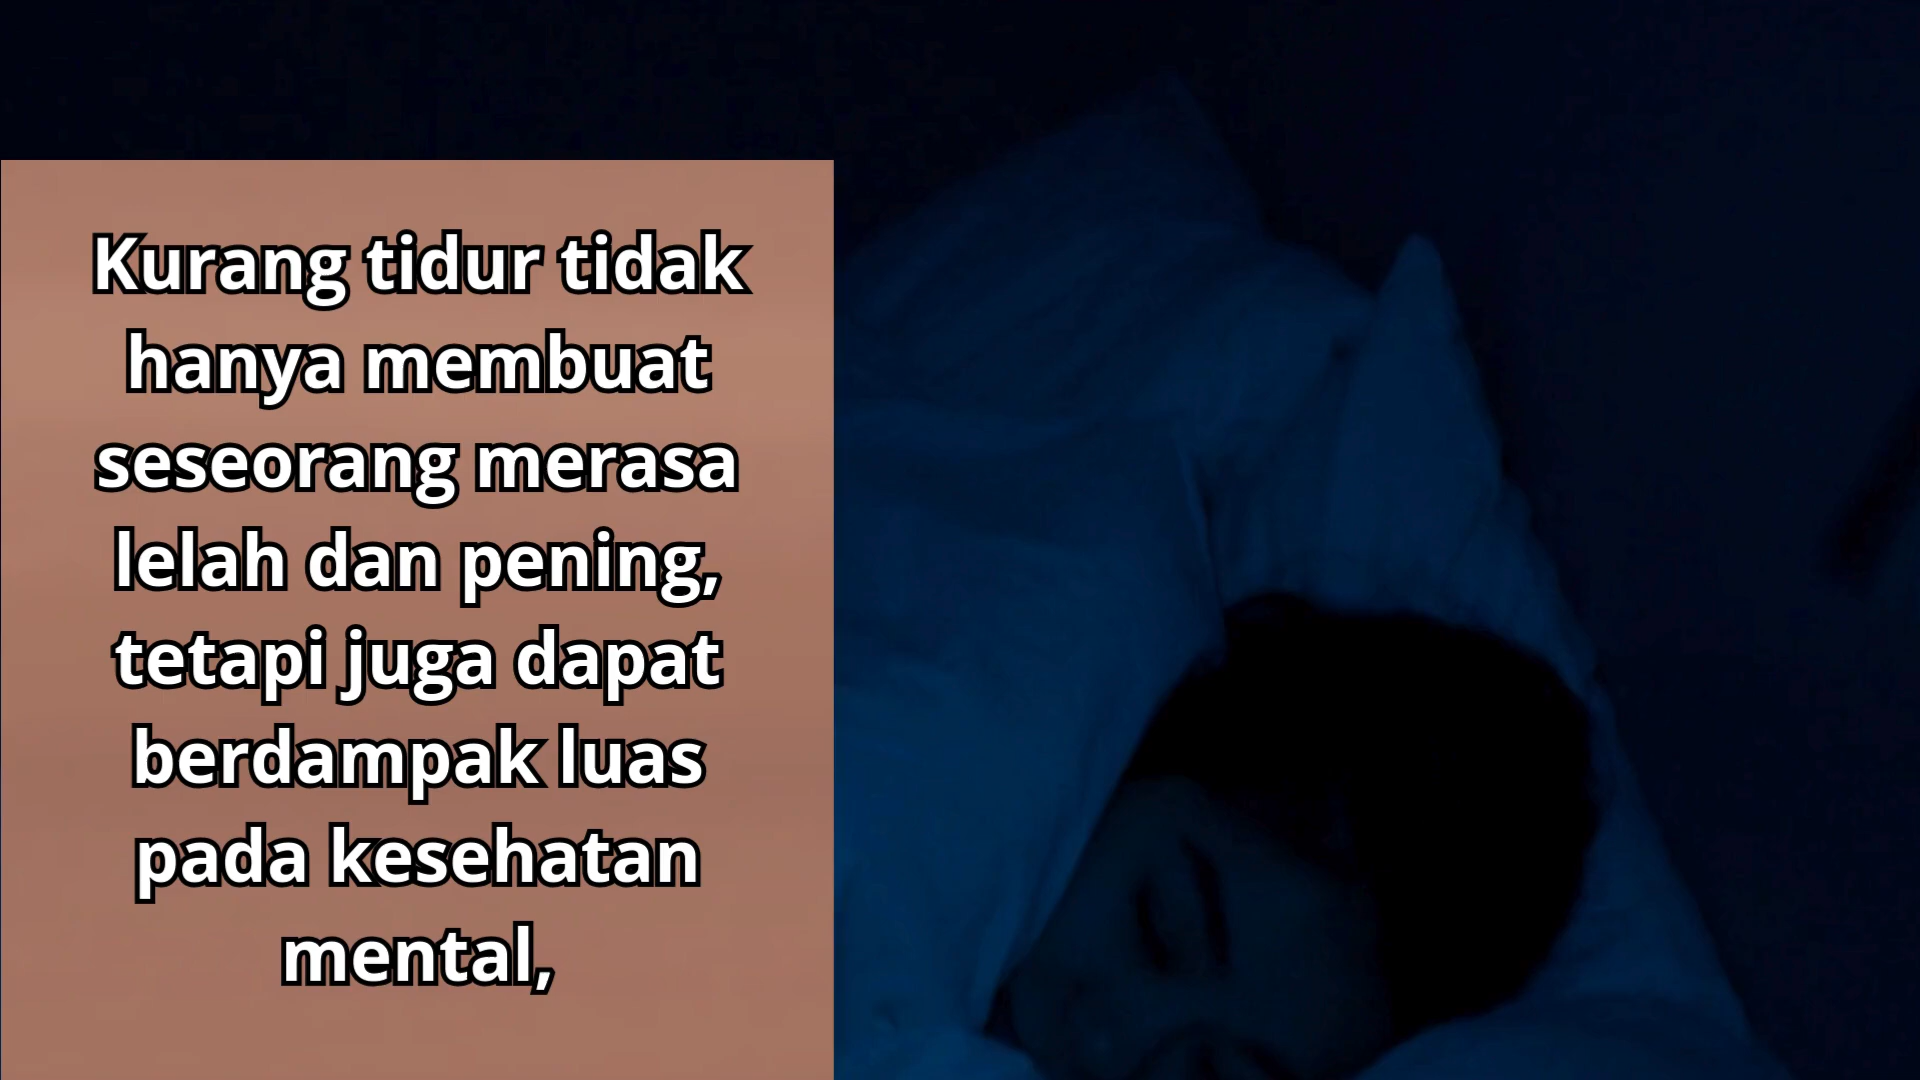 Kurang tidur tidak
hanya membuat
seseorang merasa
lelah dan pening,
tetapi juga dapat
berdampak luas
pada kesehatan
mental,